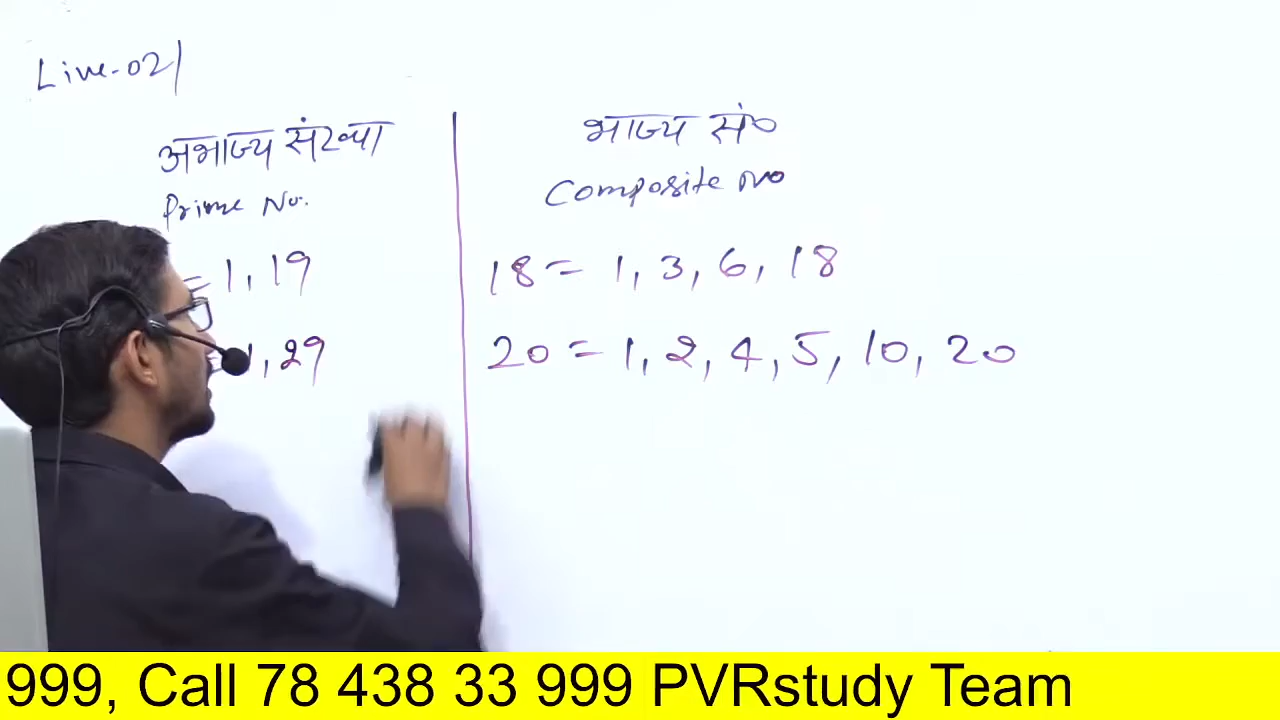 Live-02
अभाज्य संख्या
Prime No.
= 1, 19
= 1, 29
भाज्य सं०
Composite No
18 = 1, 3, 6, 18
20 = 1, 2, 4, 5, 10, 20
999, Call 78 438 33 999 PVRstudy Team